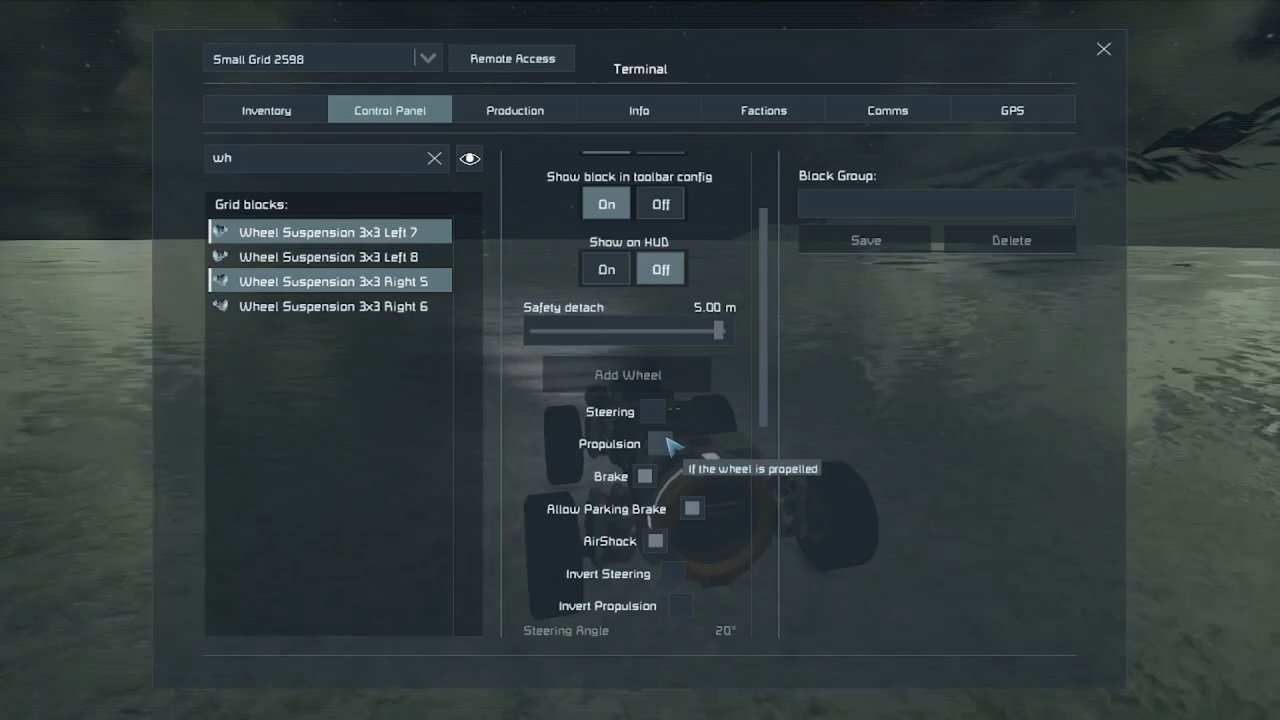 Small Grid 2598
Remote Access
Terminal
Inventory
Control Panel
Production
Info
Factions
Comms
GPS
wh
Grid blocks:
Wheel Suspension 3x3 Left 7
Wheel Suspension 3x3 Left 8
Wheel Suspension 3x3 Right 5
Wheel Suspension 3x3 Right 6
Show block in toolbar config
On Off
Show on HUD
On Off
Safety detach 5.00 m
Add Wheel
Steering
Propulsion
If the wheel is propelled
Brake
Allow Parking Brake
AirShock
Invert Steering
Invert Propulsion
Steering Angle 20°
Block Group:
Save Delete